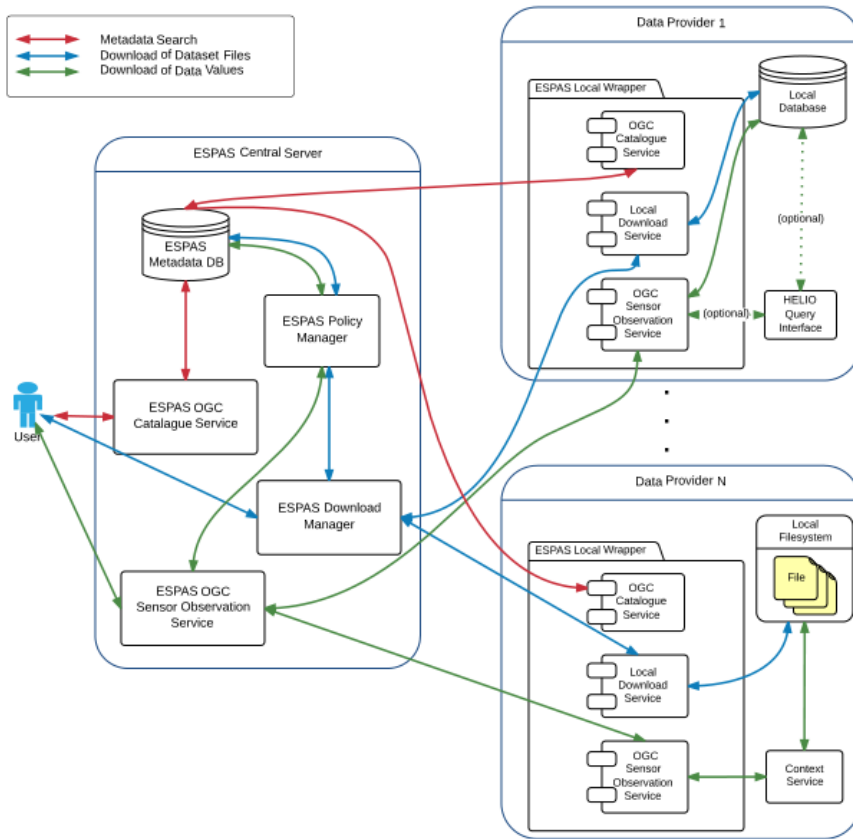 Metadata Search
Download of Dataset Files
Download of Data Values
Data Provider 1
ESPAS Local Wrapper
Local
Database
OGC
Catalogue
Service
ESPAS Central Server
Local
Download
Service
(optional)
ESPAS
Metadata DB
OGC
Sensor
Observation
Service
(optional)
HELIO
Query
Interface
ESPAS Policy
Manager
ESPAS OGC
Catalague Service
User
Data Provider N
ESPAS Download
Manager
Local
Filesystem
ESPAS Local Wrapper
File
OGC
Catalogue
Service
ESPAS OGC
Sensor Observation
Service
Local
Download
Service
OGC
Sensor
Observation
Service
Context
Service